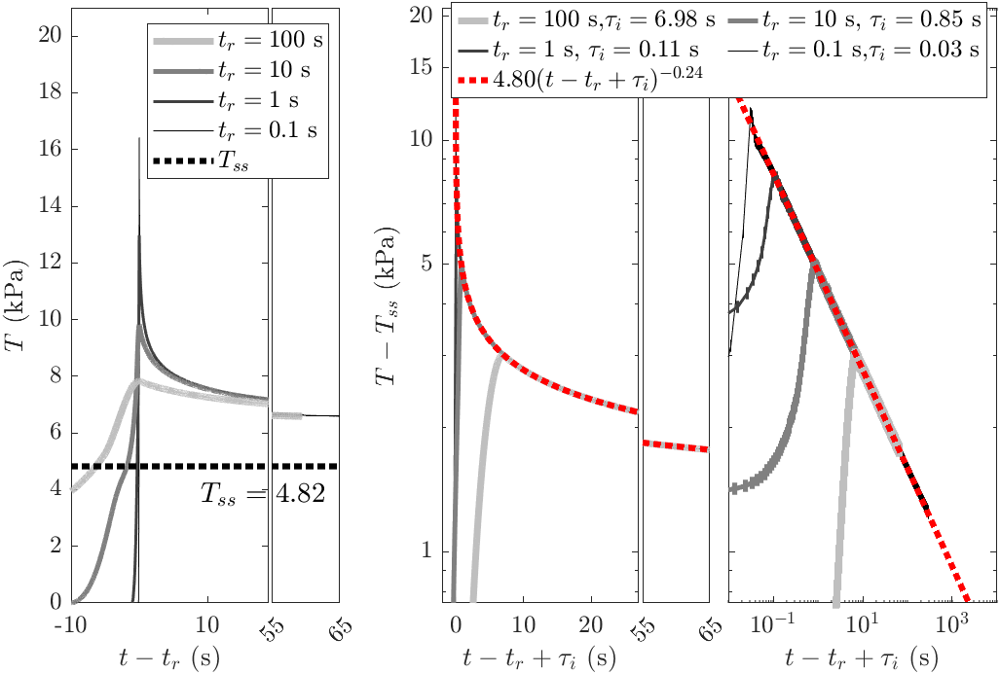 20
18
16
14
12
10
8
6
4
2
0
T (kPa)
t_r = 100 s
t_r = 10 s
t_r = 1 s
t_r = 0.1 s
T_ss
T_ss = 4.82
-10 10 55 65
t − t_r (s)
20
15
10
5
1
T − T_ss (kPa)
t_r = 100 s,τ_i = 6.98 s
t_r = 1 s, τ_i = 0.11 s
4.80(t − t_r + τ_i)^−0.24
t_r = 10 s, τ_i = 0.85 s
t_r = 0.1 s,τ_i = 0.03 s
0 10 20 55 65
t − t_r + τ_i (s)
10^−1 10^1 10^3
t − t_r + τ_i (s)